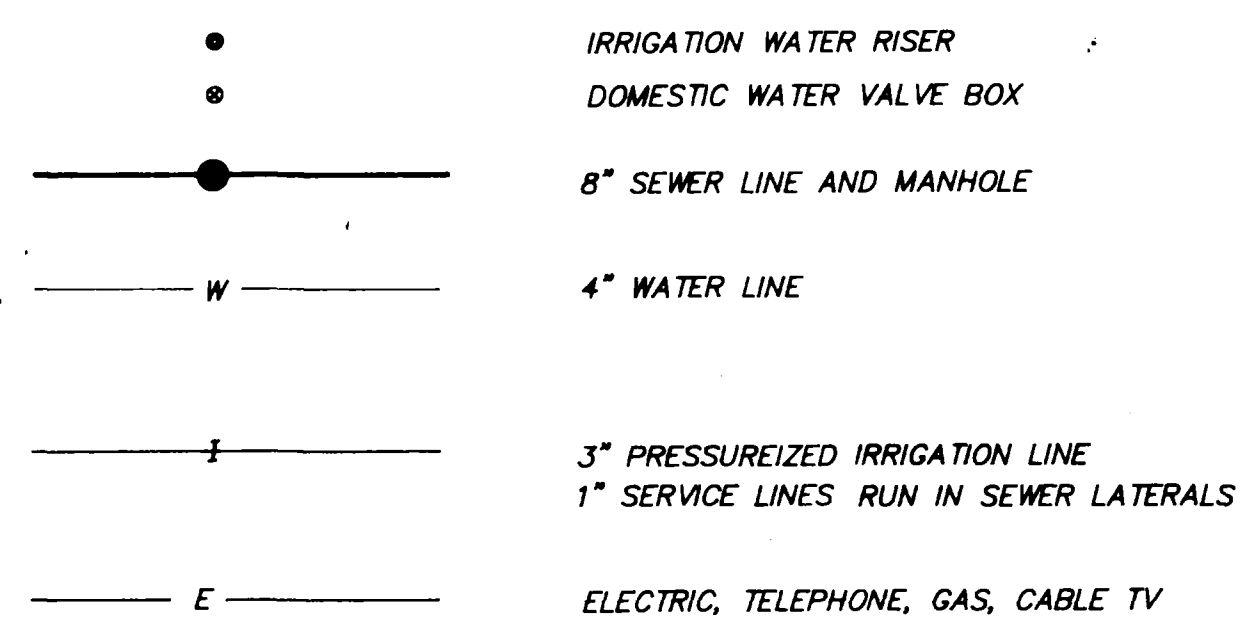 IRRIGATION WATER RISER
DOMESTIC WATER VALVE BOX
8" SEWER LINE AND MANHOLE
W 4" WATER LINE
I 3" PRESSUREIZED IRRIGATION LINE
1" SERVICE LINES RUN IN SEWER LATERALS
E ELECTRIC, TELEPHONE, GAS, CABLE TV